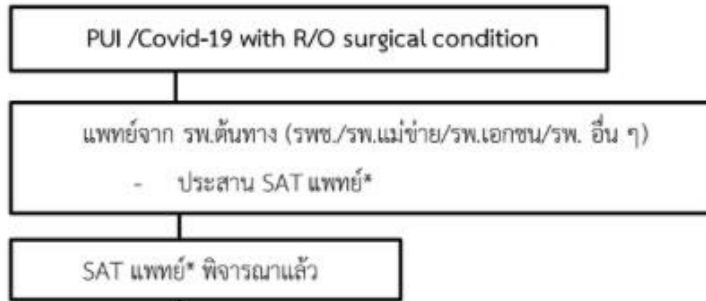 PUI /Covid-19 with R/O surgical condition
แพทย์จาก รพ.ต้นทาง (รพช./รพ.แม่ข่าย/รพ.เอกชน/รพ. อื่น ๆ)
- ประสาน SAT แพทย์*
SAT แพทย์* พิจารณาแล้ว